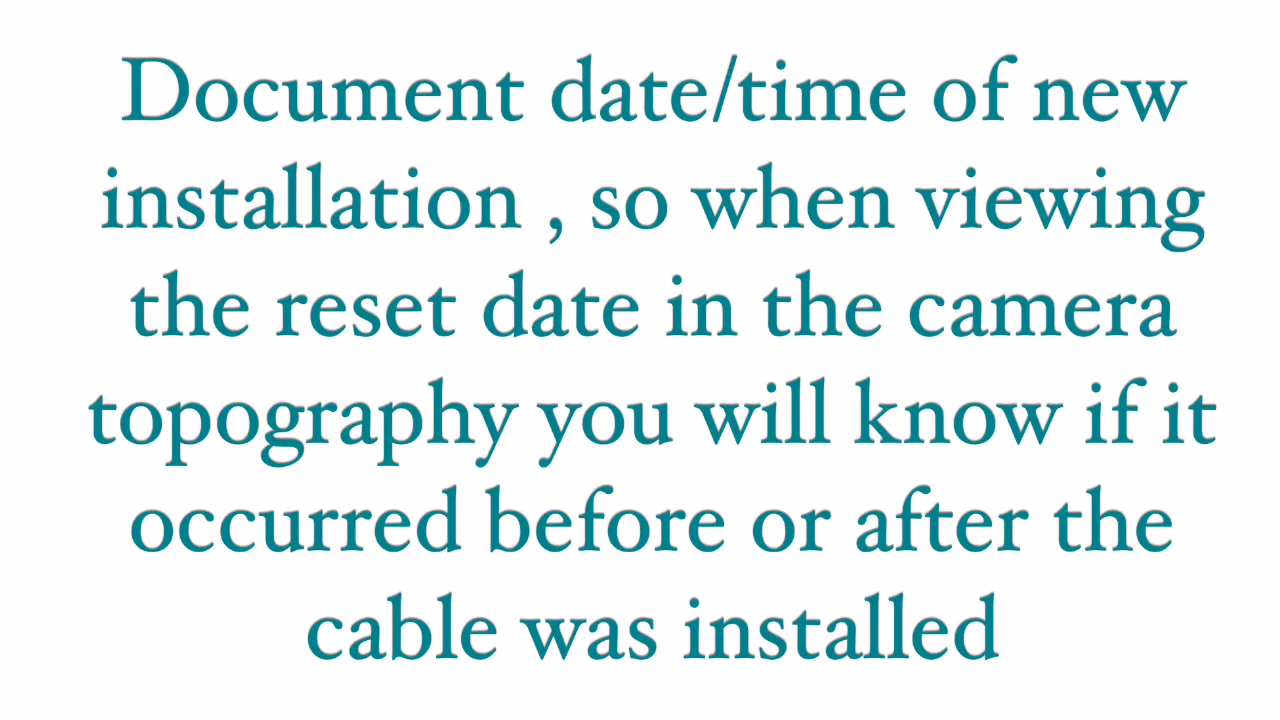 Document date/time of new
installation , so when viewing
the reset date in the camera
topography you will know if it
occurred before or after the
cable was installed